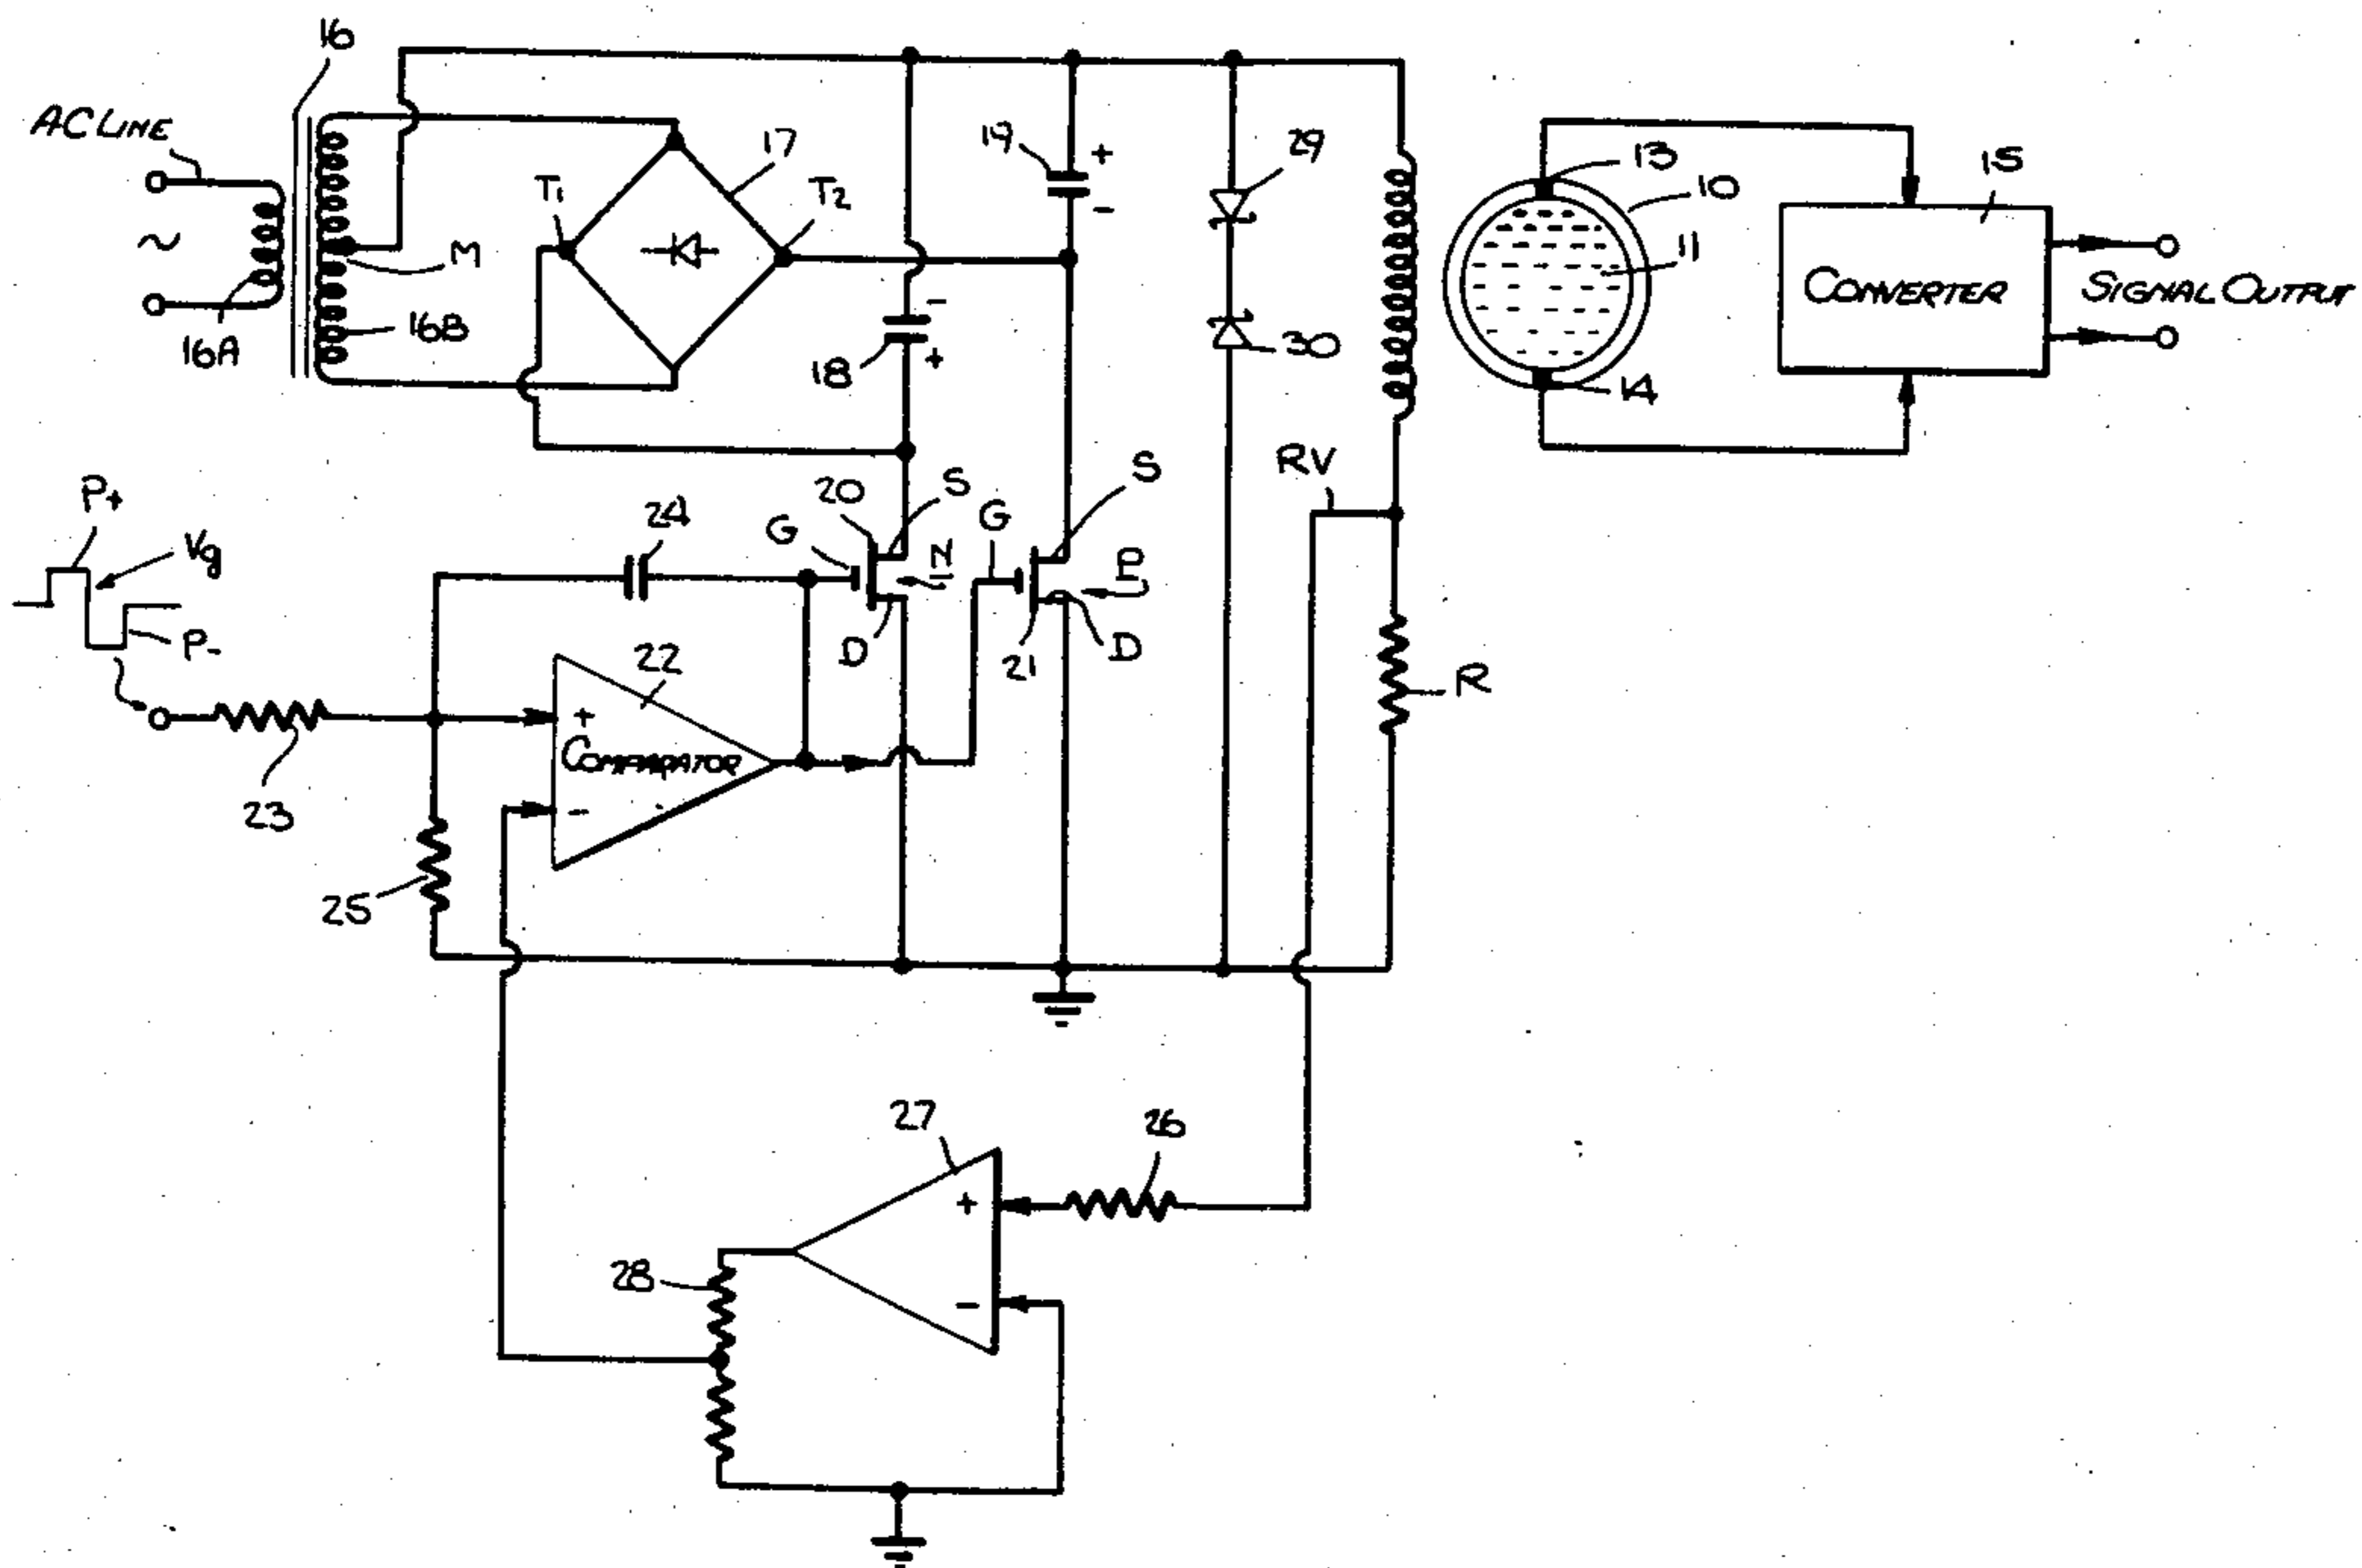 16
AC LINE
~
16A
16B
M
T1
17
T2
19
+
-
-
18
+
29
30
13
10
11
14
15
CONVERTER
SIGNAL OUTPUT
P+
Vg
P-
24
G
20
S
N
D
G
S
P
21
D
RV
R
23
22
+
COMPARATOR
-
25
27
26
+
-
28